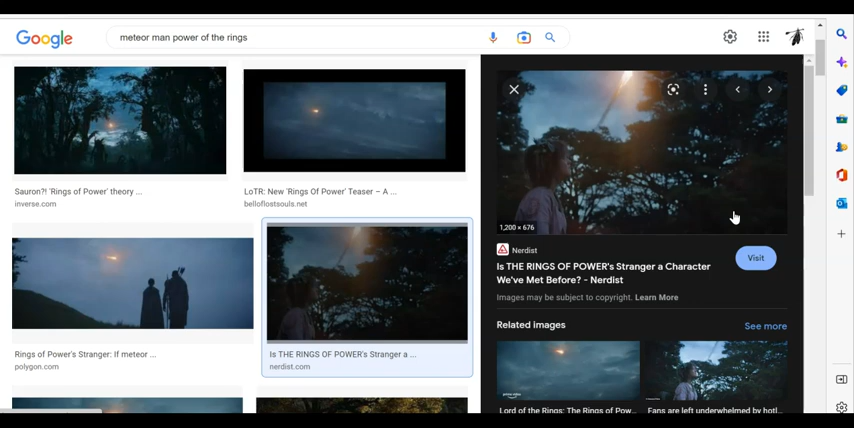 Google
meteor man power of the rings
Sauron?! 'Rings of Power' theory ...
inverse.com
LoTR: New 'Rings Of Power' Teaser – A ...
belloflostsouls.net
1,200 × 676
Nerdist
Visit
Is THE RINGS OF POWER's Stranger a Character
We've Met Before? - Nerdist
Images may be subject to copyright. Learn More
Related images
See more
Rings of Power's Stranger: If meteor ...
polygon.com
Is THE RINGS OF POWER's Stranger a ...
nerdist.com
Lord of the Rings: The Rings of Pow...
Fans are left underwhelmed by hotl...